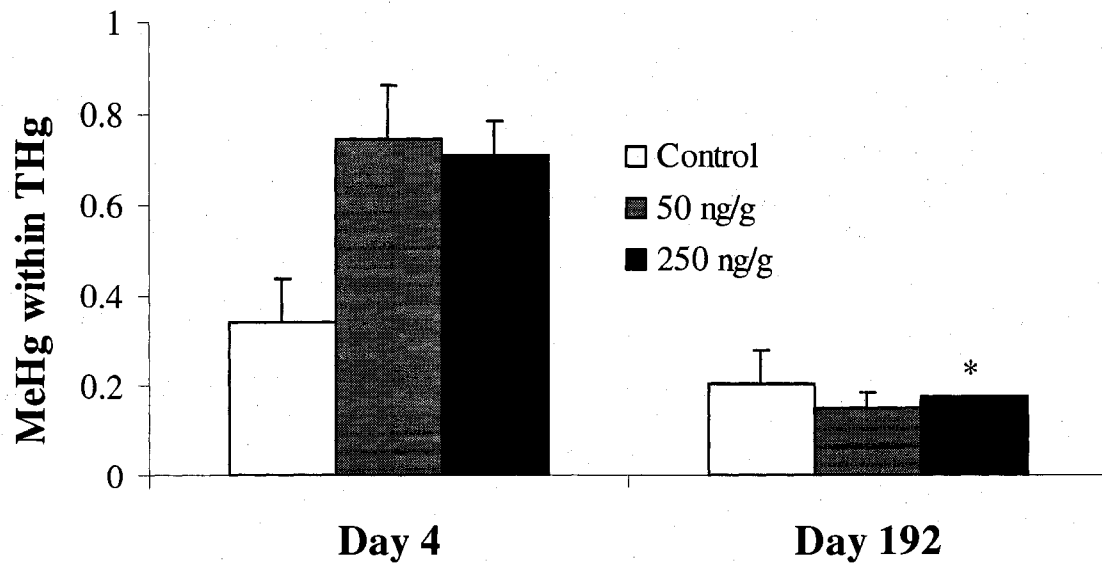 MeHg within THg
1
0.8
0.6
0.4
0.2
0
Control
50 ng/g
250 ng/g
*
Day 4
Day 192